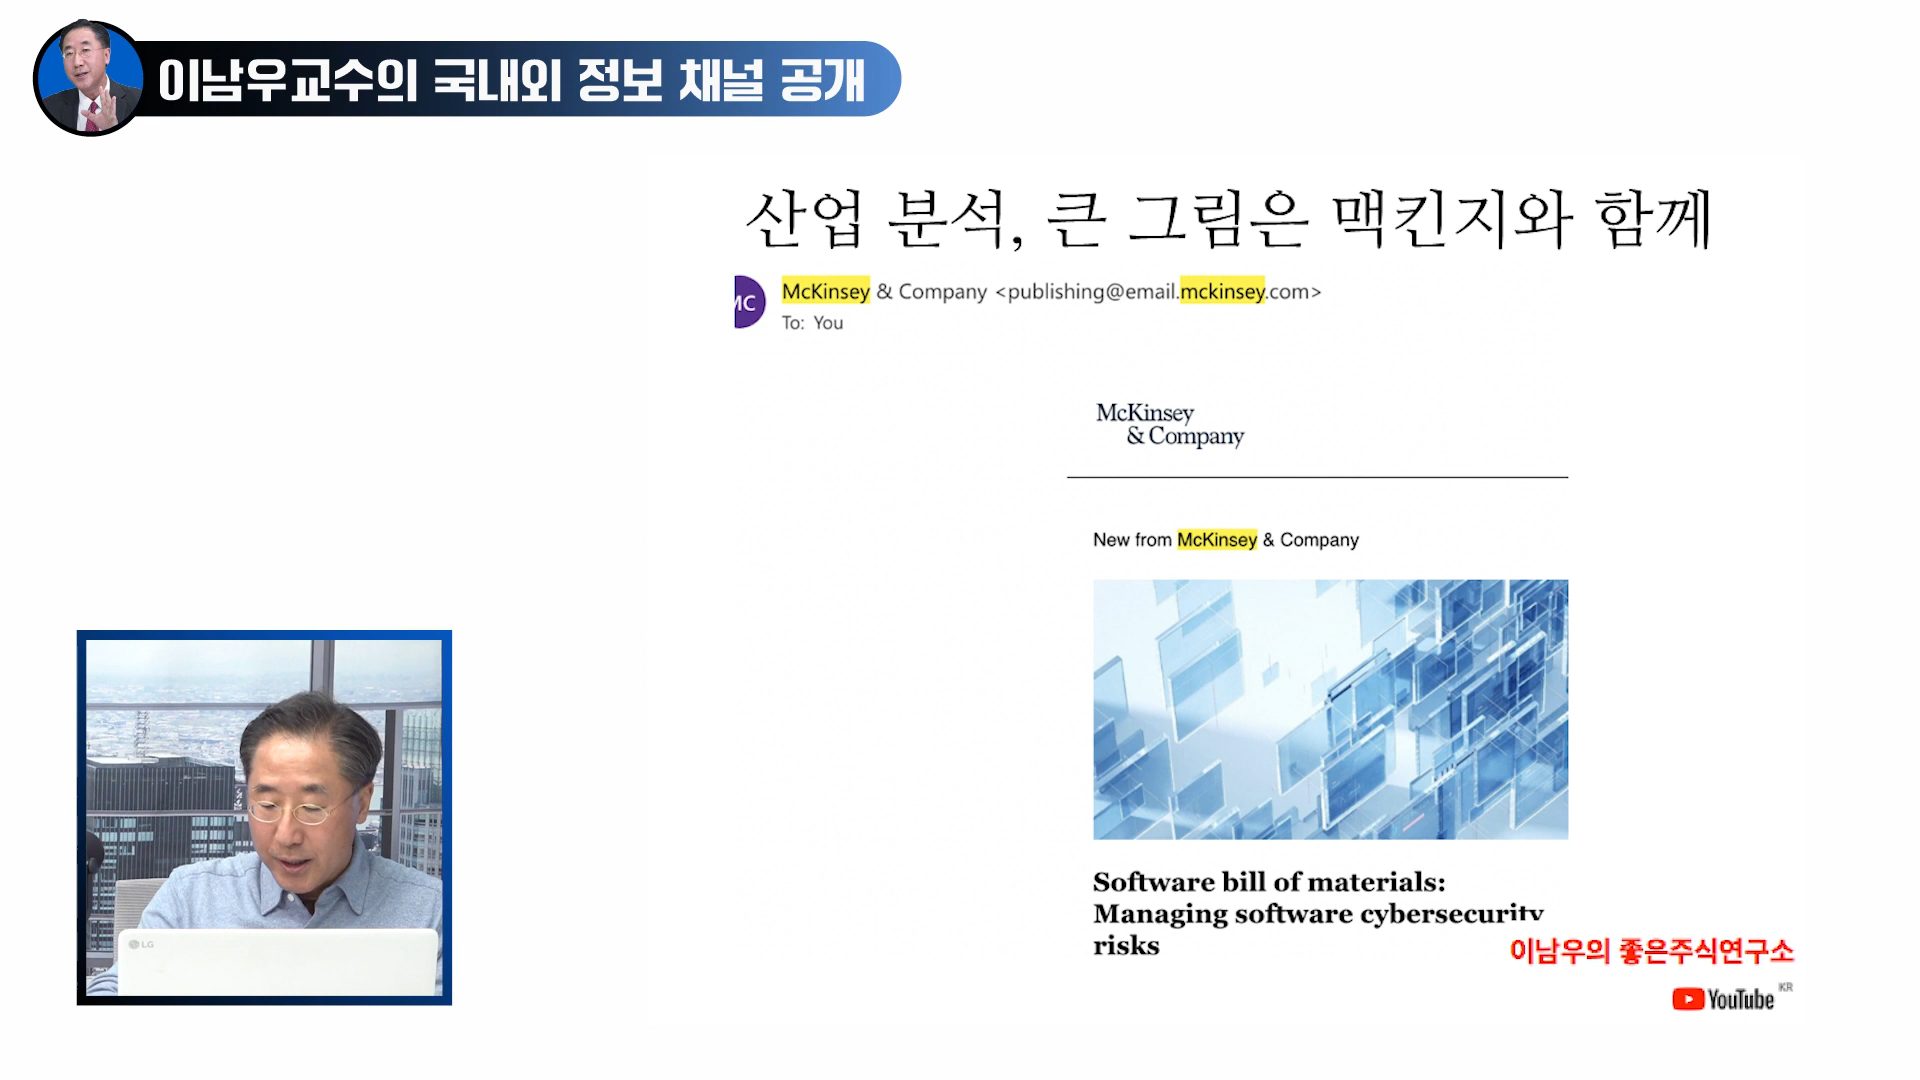 이남우교수의 국내외 정보 채널 공개
산업 분석, 큰 그림은 맥킨지와 함께
MC
McKinsey & Company <publishing@email.mckinsey.com>
To: You
McKinsey
& Company
New from McKinsey & Company
Software bill of materials:
Managing software cybersecurity
risks
이남우의 좋은주식연구소
YouTube KR
LG